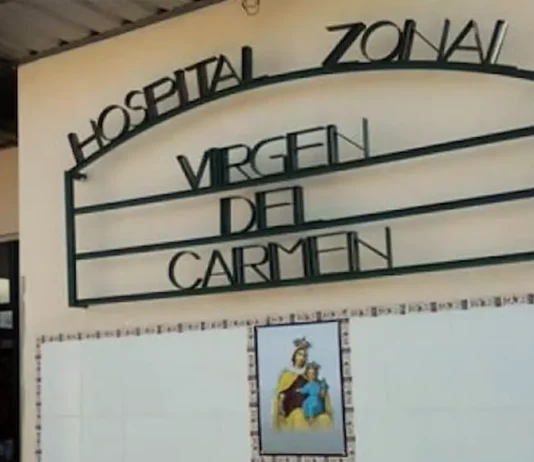 HOSPITAL ZONAL
VIRGEN
DEL
CARMEN